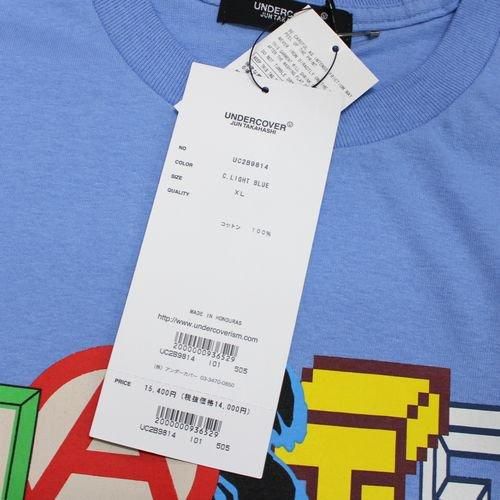 UNDERCOVER
JUN TAKAHASHI
UNDERCOVER
JUN TAKAHASHI
NO UC2B9814
COLOR C.LIGHT BLUE
SIZE XL
QUALITY
コットン 100%
MADE IN HONDURAS
http://www.undercoverism.com/
2000000936529
UC2B9814 101 505
(株) アンダーカバー 03-3470-0850
PRICE 15,400円 (税抜価格14,000円)
2000000936529
UC2B9814 101 505
A
T